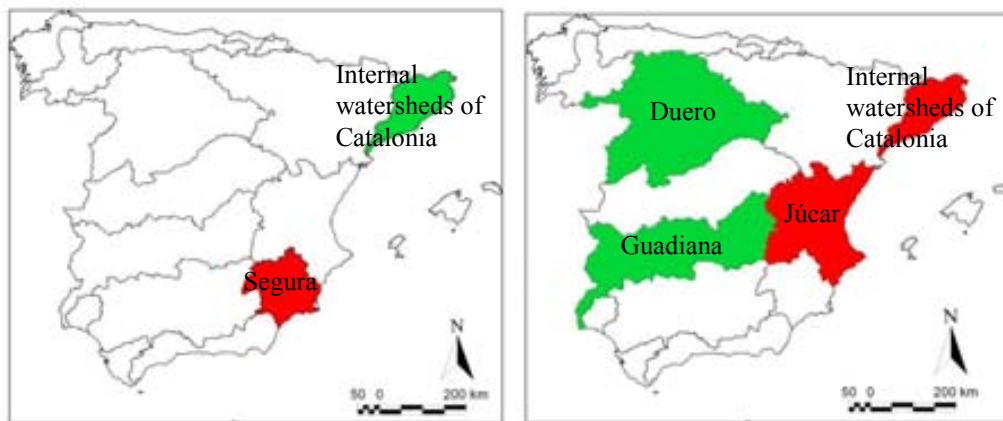 Internal
watersheds of
Catalonia
Segura
N
50 0 200 km
Duero
Internal
watersheds of
Catalonia
Júcar
Guadiana
N
50 0 200 km